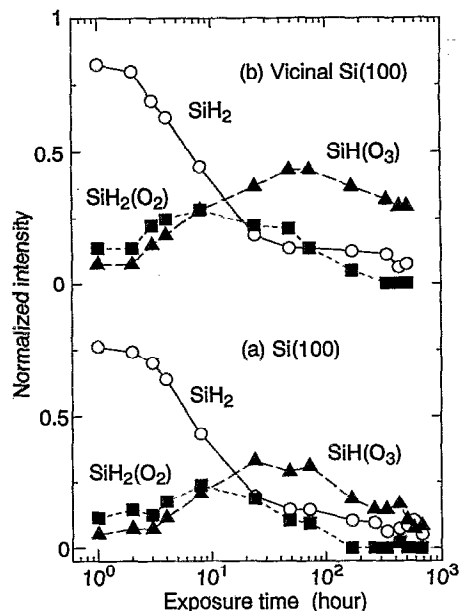 1
(b) Vicinal Si(100)
SiH2
SiH(O3)
0.5
SiH2(O2)
0
Normalized intensity
(a) Si(100)
SiH2
0.5
SiH(O3)
SiH2(O2)
0
10^0 10^1 10^2 10^3
Exposure time (hour)